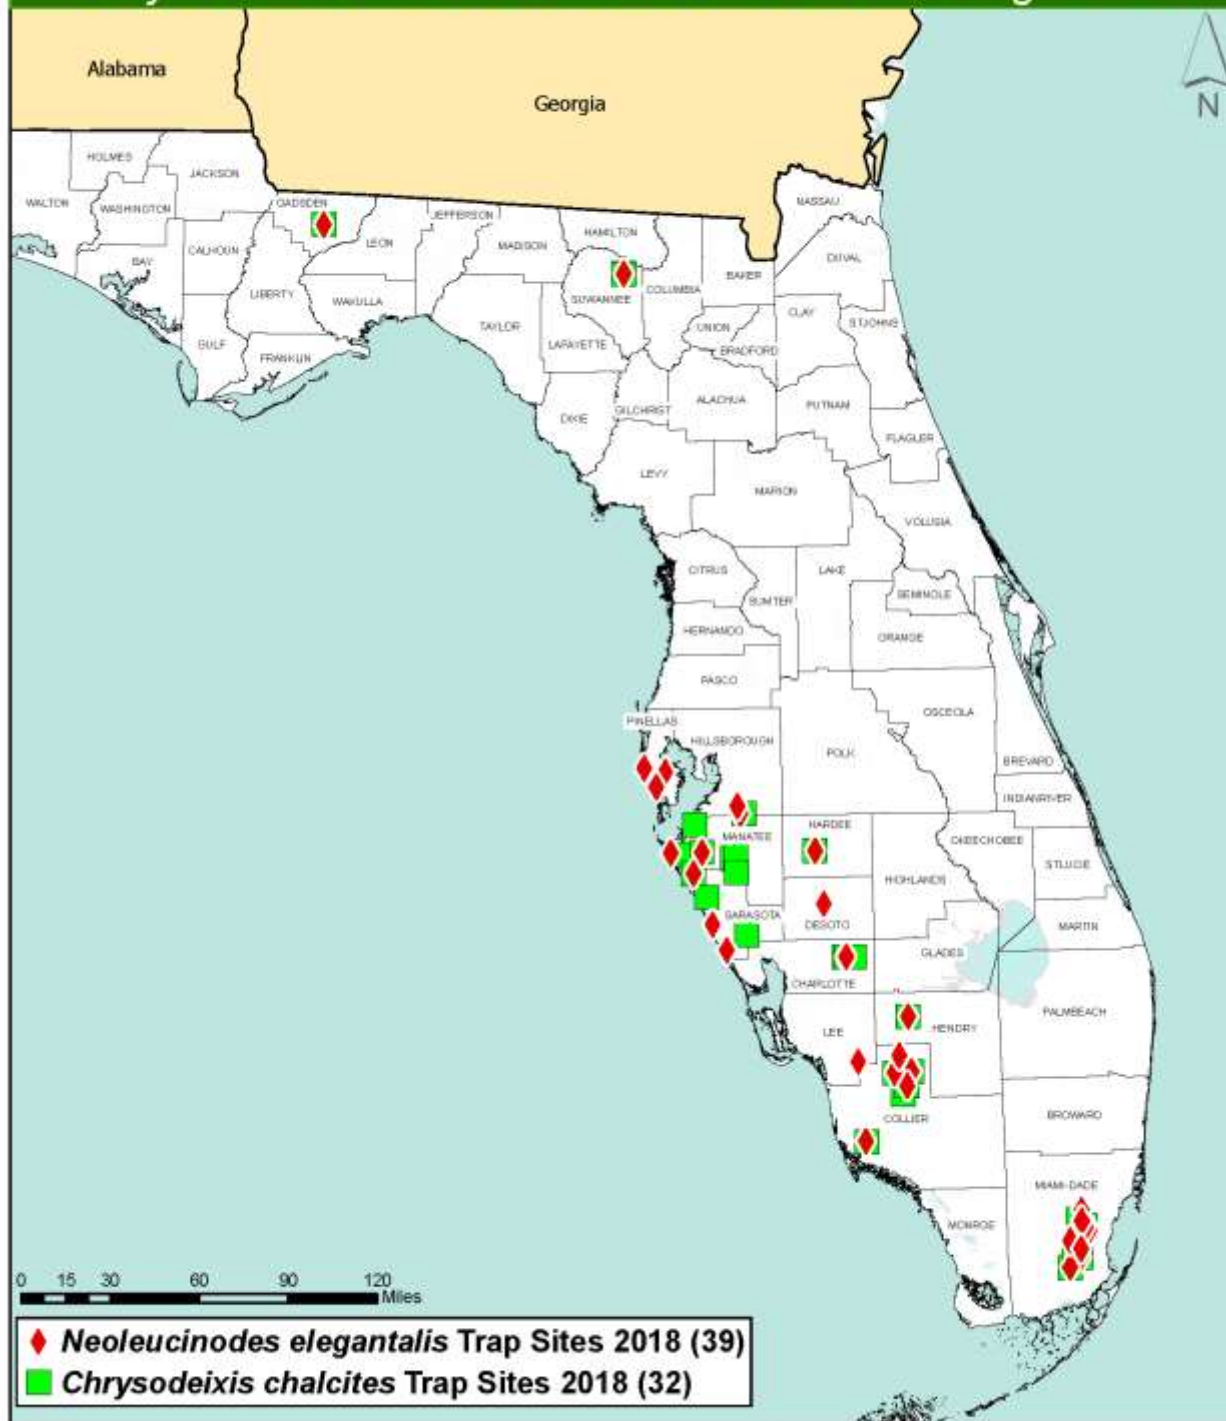 Alabama
Georgia
N
HOLMES
JACKSON
WALTON
WASHINGTON
GADSDEN
NASSAU
JEFFERSON
HAMILTON
LEON
MADISON
CALHOUN
DUVAL
BAY
BAKER
LIBERTY
WAKULLA
SUWANNEE
COLUMBIA
CLAY
STJOHNS
TAYLOR
UNION
GULF
FRANKLIN
LAFAYETTE
BRADFORD
ALACHUA
PUTNAM
DIXIE
GILCHRIST
FLAGLER
LEVY
MARION
VOLUSIA
CITRUS
LAKE
SUMTER
SEMINOLE
HERNANDO
ORANGE
PASCO
OSCEOLA
PINELLAS
HILLSBOROUGH
POLK
BREVARD
INDIANRIVER
HARDEE
MANATEE
OKEECHOBEE
STLUCIE
HIGHLANDS
SARASOTA
DESOTO
MARTIN
GLADES
CHARLOTTE
PALMBEACH
LEE
HENDRY
COLLIER
BROWARD
MIAMI-DADE
MONROE
0 15 30 60 90 120
Miles
Neoleucinodes elegantalis Trap Sites 2018 (39)
Chrysodeixis chalcites Trap Sites 2018 (32)